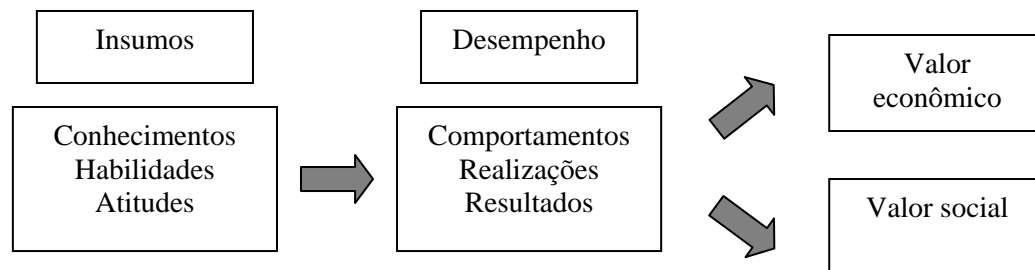 Insumos
Conhecimentos
Habilidades
Atitudes
Desempenho
Comportamentos
Realizações
Resultados
Valor
econômico
Valor social